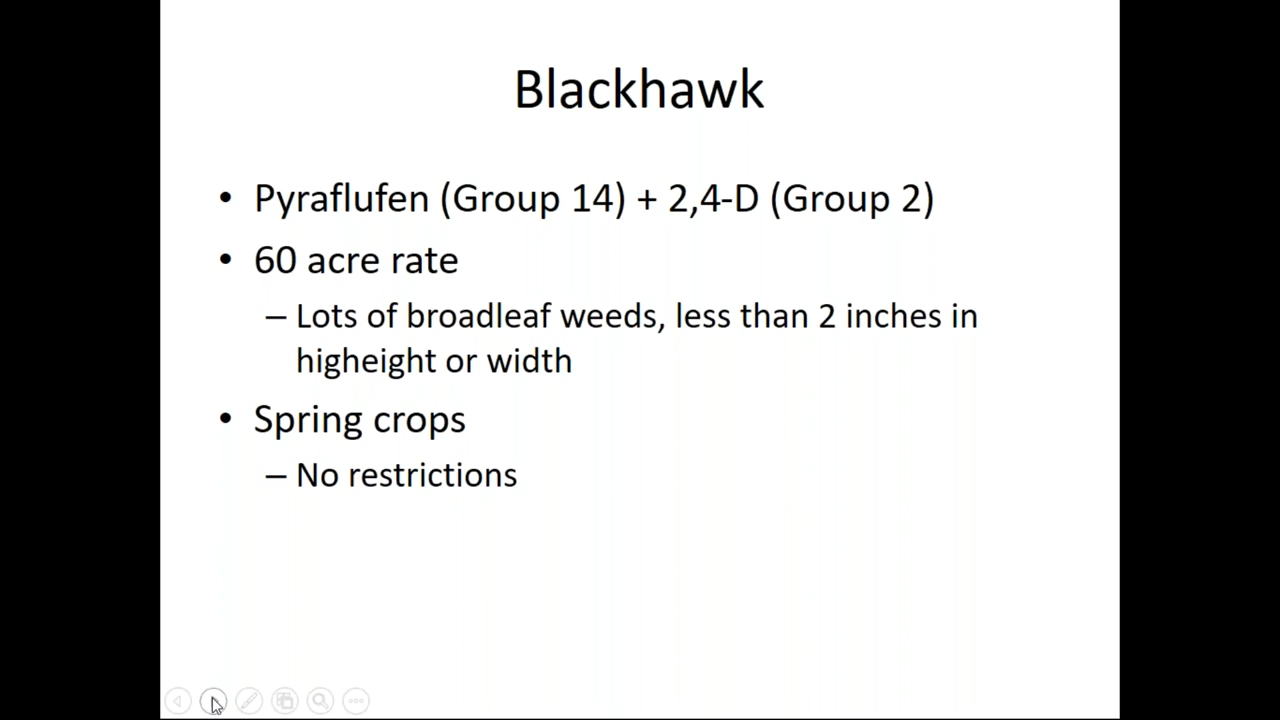 Blackhawk
• Pyraflufen (Group 14) + 2,4-D (Group 2)
• 60 acre rate
– Lots of broadleaf weeds, less than 2 inches in
higheight or width
• Spring crops
– No restrictions